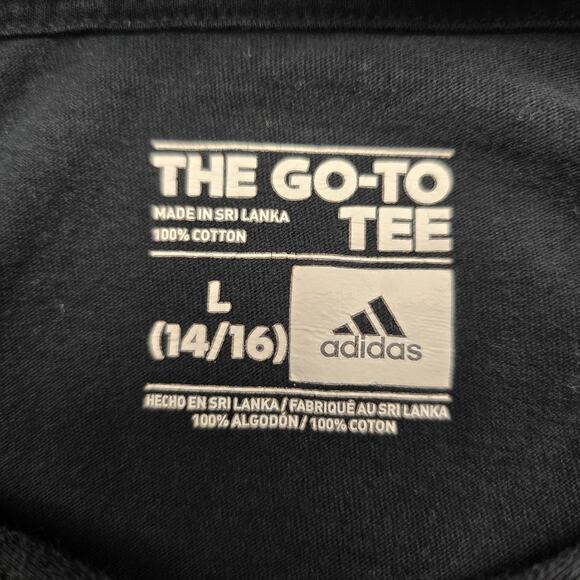 THE GO-TO
MADE IN SRI LANKA
TEE
100% COTTON
L
(14/16)
adidas
HECHO EN SRI LANKA / FABRIQUÉ AU SRI LANKA
100% ALGODÓN / 100% COTON